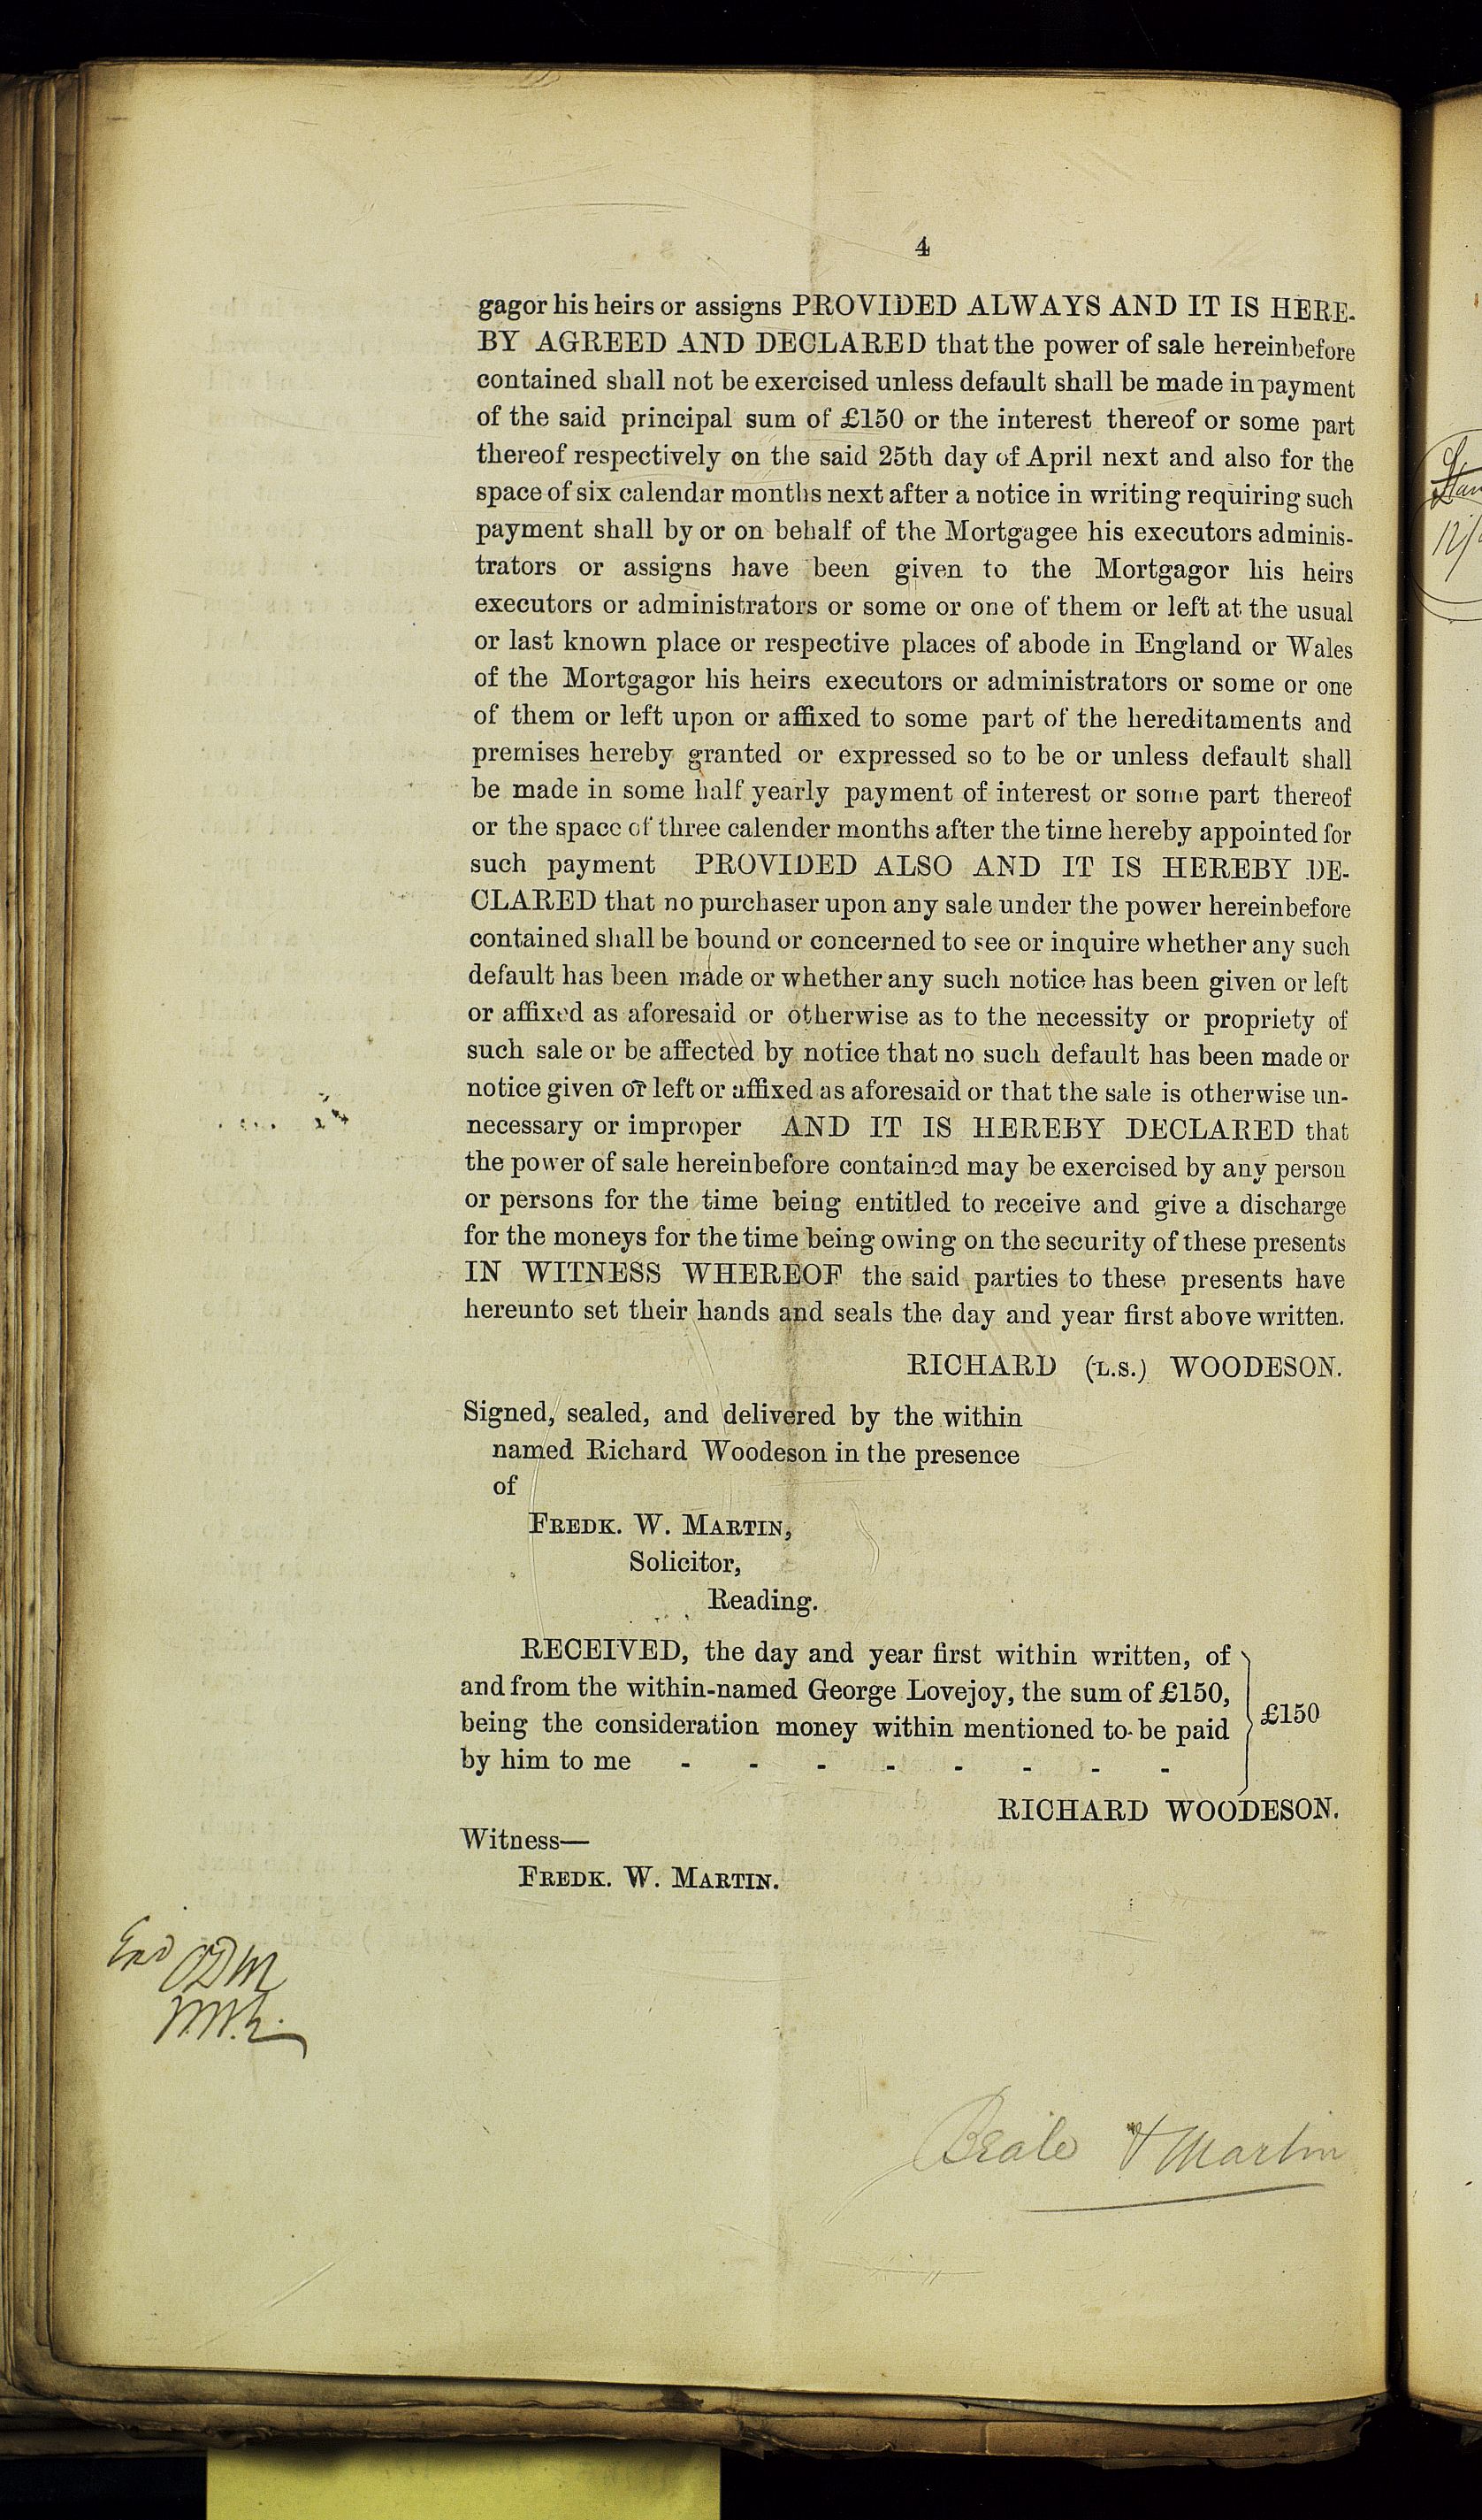 4
gagor his heirs or assigns PROVIDED ALWAYS AND IT IS HERE-
BY AGREED AND DECLARED that the power of sale hereinbefore
contained shall not be exercised unless default shall be made in payment
of the said principal sum of £150 or the interest thereof or some part
thereof respectively on the said 25th day of April next and also for the
space of six calendar months next after a notice in writing requiring such
payment shall by or on behalf of the Mortgagee his executors adminis-
trators or assigns have been given to the Mortgagor his heirs
executors or administrators or some or one of them or left at the usual
or last known place or respective places of abode in England or Wales
of the Mortgagor his heirs executors or administrators or some or one
of them or left upon or affixed to some part of the hereditaments and
premises hereby granted or expressed so to be or unless default shall
be made in some half yearly payment of interest or some part thereof
or the space of three calender months after the time hereby appointed for
such payment PROVIDED ALSO AND IT IS HEREBY DE-
CLARED that no purchaser upon any sale under the power hereinbefore
contained shall be bound or concerned to see or inquire whether any such
default has been made or whether any such notice has been given or left
or affixed as aforesaid or otherwise as to the necessity or propriety of
such sale or be affected by notice that no such default has been made or
notice given or left or affixed as aforesaid or that the sale is otherwise un-
necessary or improper AND IT IS HEREBY DECLARED that
the power of sale hereinbefore contained may be exercised by any person
or persons for the time being entitled to receive and give a discharge
for the moneys for the time being owing on the security of these presents
IN WITNESS WHEREOF the said parties to these presents have
hereunto set their hands and seals the day and year first above written.
RICHARD (L.S.) WOODESON.
Signed, sealed, and delivered by the within
named Richard Woodeson in the presence
of
FREDK. W. MARTIN,
Solicitor,
Reading.
RECEIVED, the day and year first within written, of
and from the within-named George Lovejoy, the sum of £150,
being the consideration money within mentioned to be paid
by him to me - - - - - - - -
£150
RICHARD WOODESON.
Witness—
FREDK. W. MARTIN.
Beale & Martin